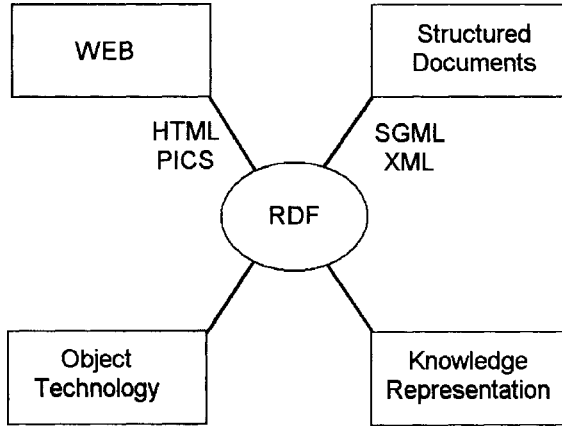 WEB
Structured
Documents
HTML
PICS
SGML
XML
RDF
Object
Technology
Knowledge
Representation